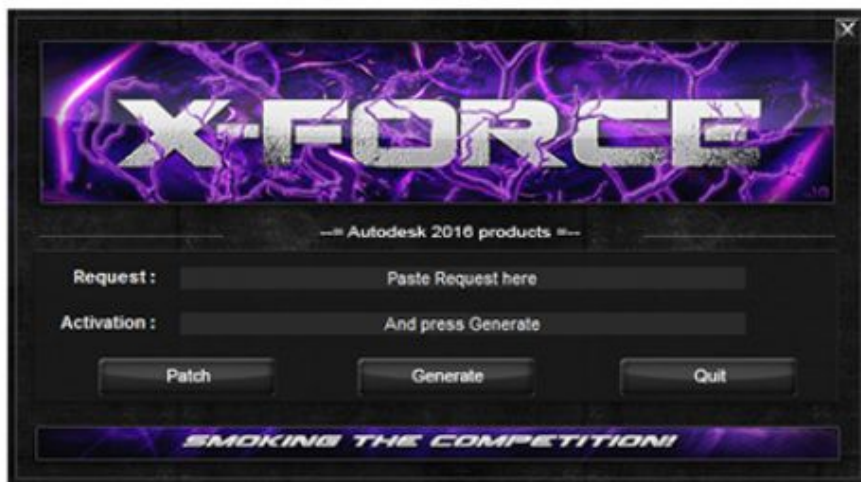 X-FORCE
--= Autodesk 2016 products =--
Request : Paste Request here
Activation : And press Generate
Patch Generate Quit
SMOKING THE COMPETITION!